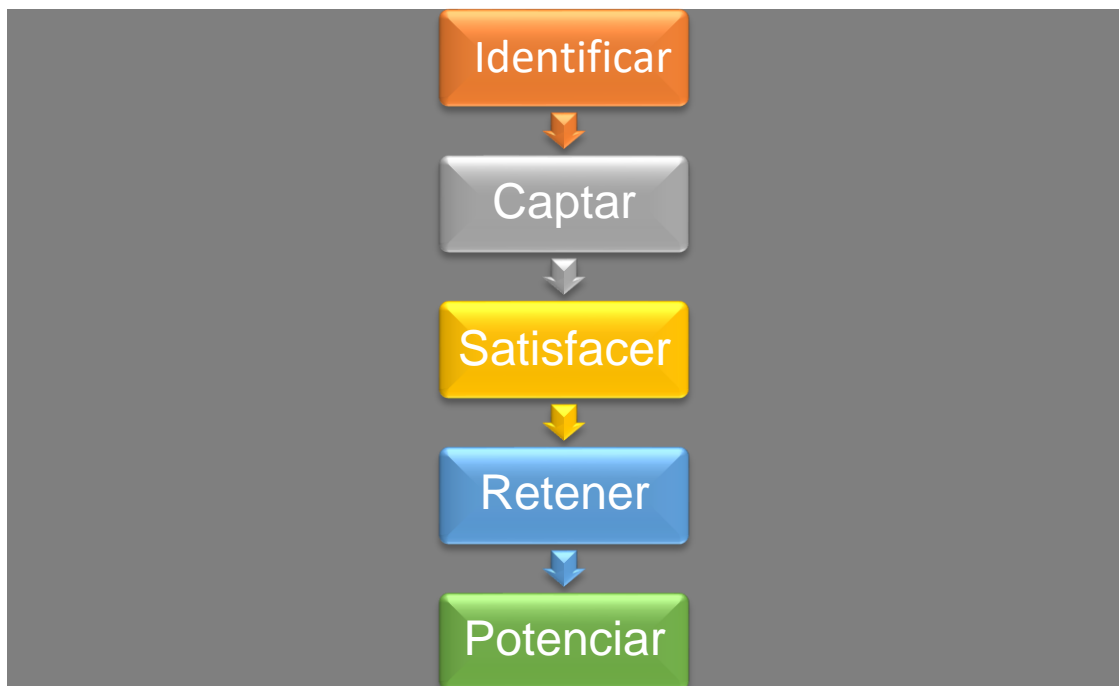 Identificar
Captar
Satisfacer
Retener
Potenciar